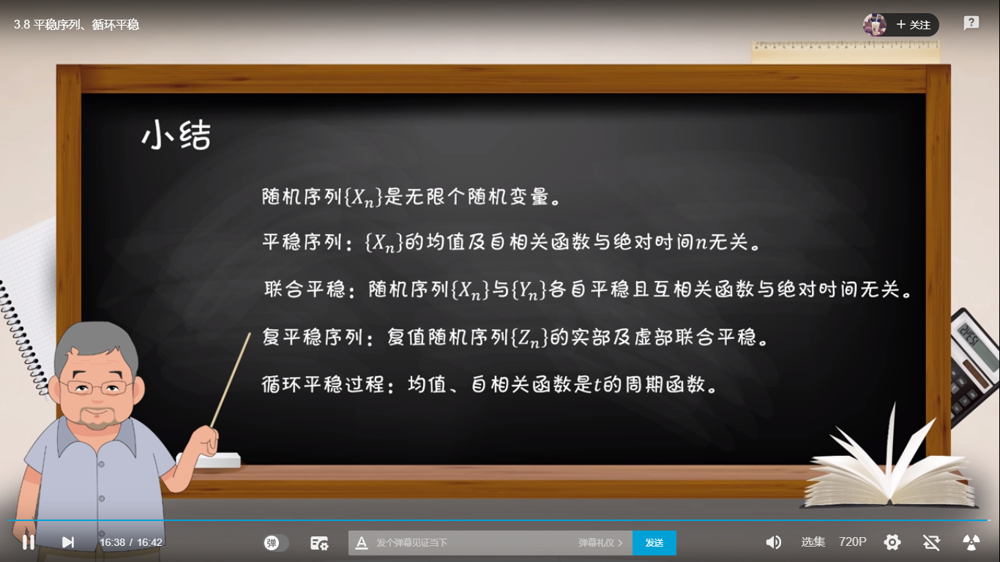 3.8 平稳序列、循环平稳
+ 关注
小结
随机序列{Xₙ}是无限个随机变量。
平稳序列：{Xₙ}的均值及自相关函数与绝对时间n无关。
联合平稳：随机序列{Xₙ}与{Yₙ}各自平稳且互相关函数与绝对时间无关。
复平稳序列：复值随机序列{Zₙ}的实部及虚部联合平稳。
循环平稳过程：均值、自相关函数是t的周期函数。
16:38 / 16:42
弹
A 发个弹幕见证当下
弹幕礼仪 >
发送
选集
720P